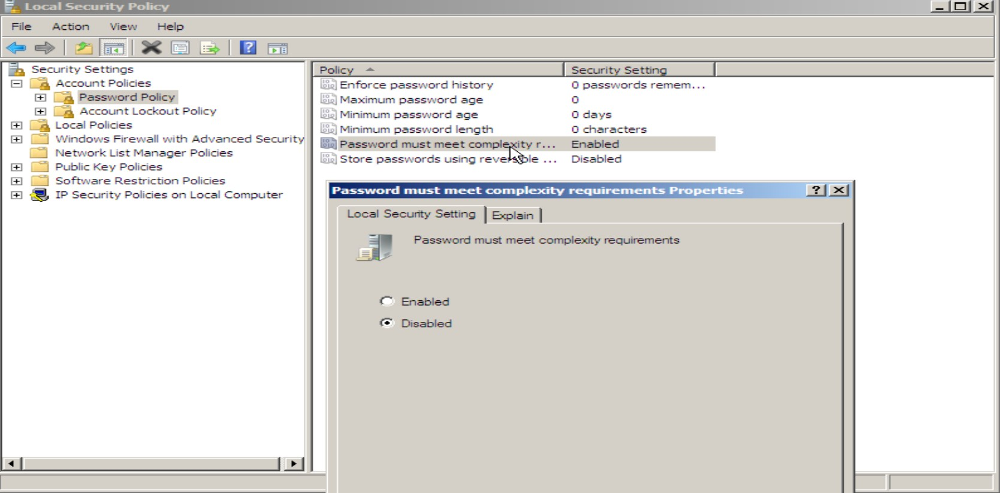 Local Security Policy
File Action View Help
Security Settings
Account Policies
Password Policy
Account Lockout Policy
Local Policies
Windows Firewall with Advanced Security
Network List Manager Policies
Public Key Policies
Software Restriction Policies
IP Security Policies on Local Computer
Policy Security Setting
Enforce password history 0 passwords remem...
Maximum password age 0
Minimum password age 0 days
Minimum password length 0 characters
Password must meet complexity r... Enabled
Store passwords using reversible ... Disabled
Password must meet complexity requirements Properties
Local Security Setting Explain
Password must meet complexity requirements
Enabled
Disabled